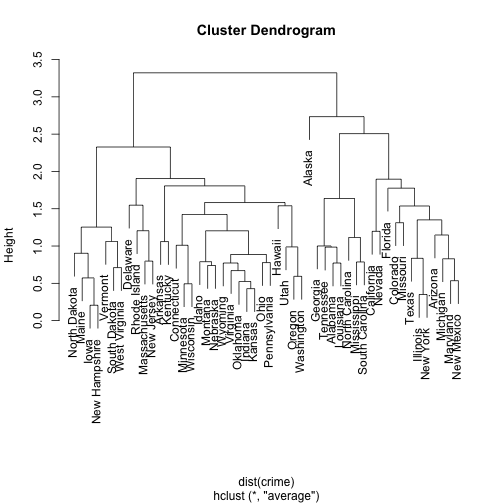 Cluster Dendrogram
Height
3.5
3.0
2.5
2.0
1.5
1.0
0.5
0.0
North Dakota
Maine
Iowa
New Hampshire
Vermont
South Dakota
West Virginia
Delaware
Rhode Island
Massachusetts
New Jersey
Arkansas
Kentucky
Connecticut
Minnesota
Wisconsin
Idaho
Montana
Nebraska
Wyoming
Virginia
Oklahoma
Indiana
Kansas
Ohio
Pennsylvania
Hawaii
Utah
Oregon
Washington
Alaska
Georgia
Tennessee
Alabama
Louisiana
North Carolina
Mississippi
South Carolina
California
Nevada
Florida
Colorado
Missouri
Texas
Illinois
New York
Arizona
Michigan
Maryland
New Mexico
dist(crime)
hclust (*, "average")